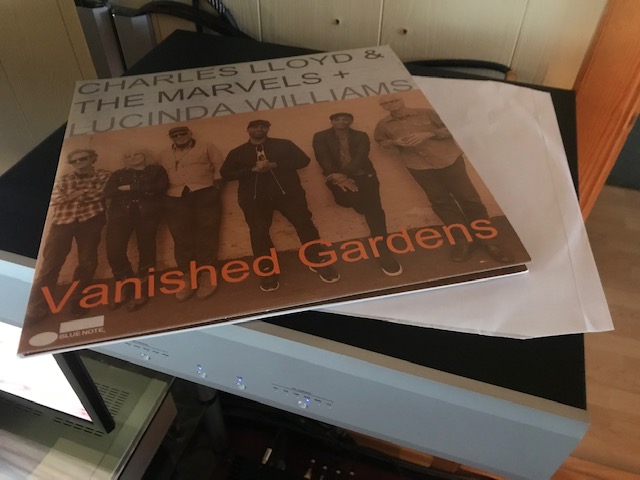 CHARLES LLOYD &
THE MARVELS +
LUCINDA WILLIAMS
Vanished Gardens
BLUE NOTE